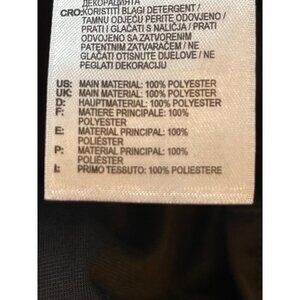 ДЕКОРАЦИЯТА
CRO:KORISTITI BLAGI DETERGENT /
TAMNU ODJEĆU PERITE ODVOJENO /
PRATI I GLAČATI S NALIČJA / PRATI
ODVOJENO SA ZATVORENIM
PATENTNIM ZATVARAČEM / NE
GLAČATI OTISNUTE DIJELOVE / NE
PEGLATI DEKORACIJU
US: MAIN MATERIAL: 100% POLYESTER
UK: MAIN MATERIAL: 100% POLYESTER
D: HAUPTMATERIAL: 100% POLYESTER
F: MATIERE PRINCIPALE: 100%
POLYESTER
E: MATERIAL PRINCIPAL: 100%
POLIÉSTER
P: MATERIAL PRINCIPAL: 100%
POLIÉSTER
I: PRIMO TESSUTO: 100% POLIESTERE